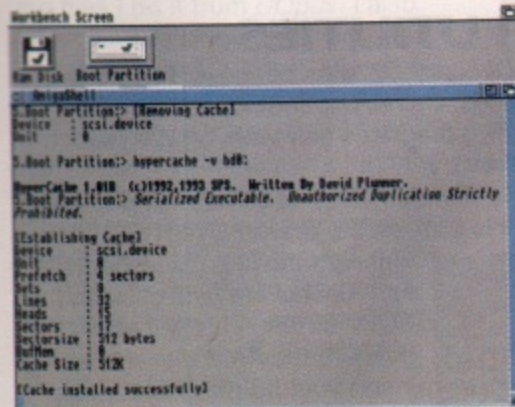 Workbench Screen
Ram Disk Boot Partition
AmigaShell
5.Boot Partition:> [Removing Cache]
Device : scsi.device
Unit : 0
5.Boot Partition:> hypercache -v hd0:
HyperCache 1.01B (c)1992,1993 SPS. Written By David Plummer.
5.Boot Partition:> Serialized Executable. Unauthorized Duplication Strictly
Prohibited.
[Establishing Cache]
Device : scsi.device
Unit : 0
Prefetch : 4 sectors
Sets : 8
Lines : 32
Heads : 15
Sectors : 17
Sectorsize : 512 bytes
BufMem : 0
Cache Size : 512K
[Cache installed successfully]